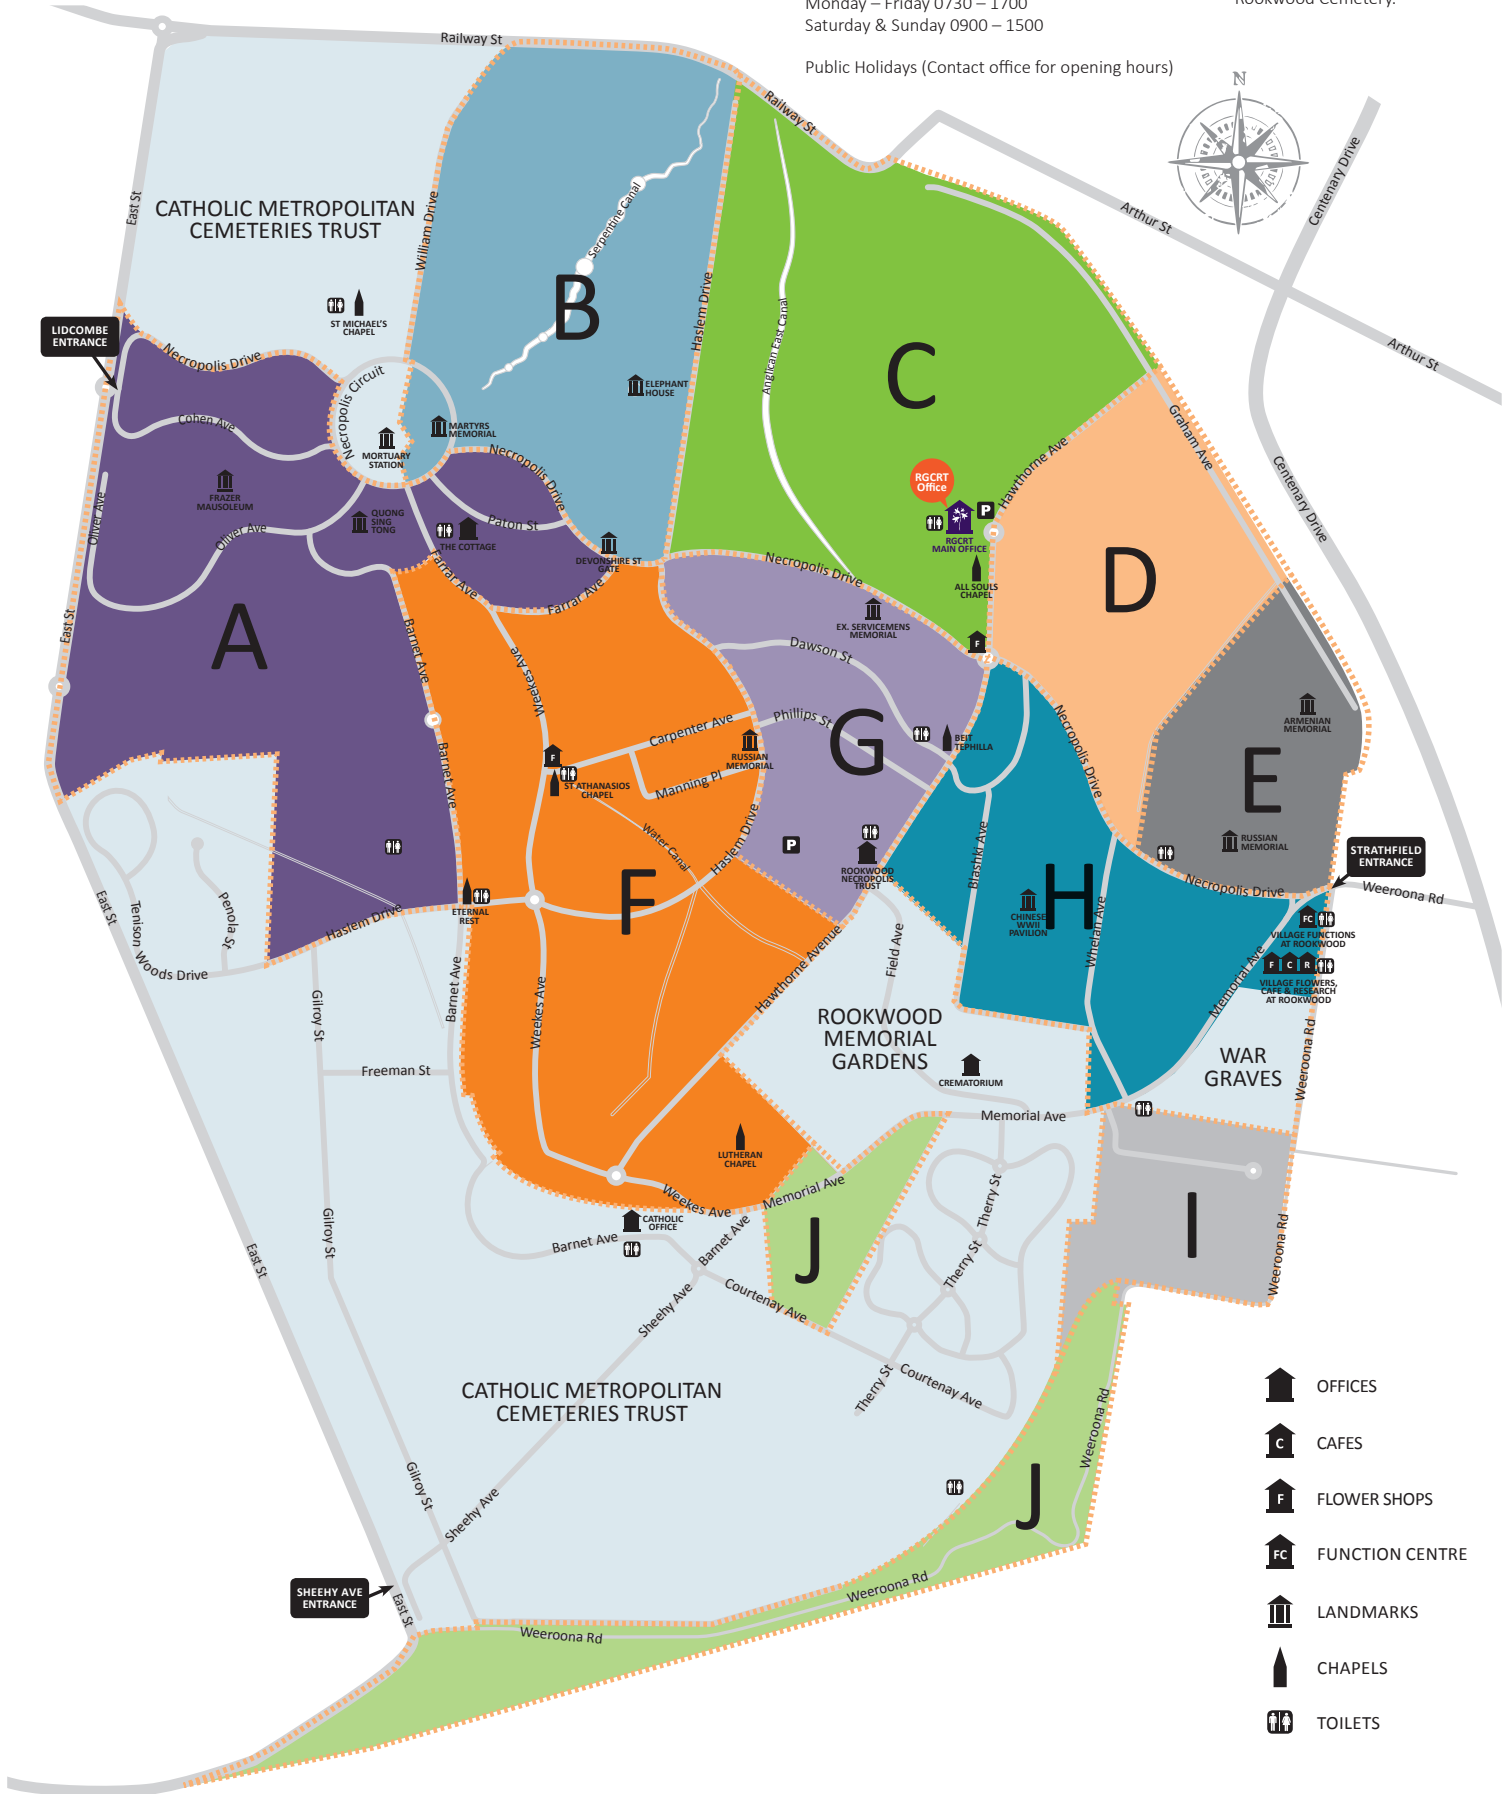 Monday – Friday 0730 – 1700
Rookwood Cemetery.
Saturday & Sunday 0900 – 1500
Public Holidays (Contact office for opening hours)
Railway St
N
Railway St
Centenary Drive
East St
CATHOLIC METROPOLITAN
CEMETERIES TRUST
William Drive
Serpentine Canal
Arthur St
B
Haslem Drive
ST MICHAEL'S
CHAPEL
Anglican East Canal
C
LIDCOMBE
ENTRANCE
Necropolis Drive
Arthur St
Necropolis Circuit
ELEPHANT
HOUSE
Cohen Ave
MARTYRS
MEMORIAL
MORTUARY
STATION
Graham Ave
Necropolis Drive
Hawthorne Ave
Centenary Drive
RGCRT
Office
P
FRAZER
MAUSOLEUM
QUONG
SING
TONG
Oliver Ave
Oliver Ave
Paton St
THE COTTAGE
RGCRT
MAIN OFFICE
DEVONSHIRE ST
GATE
Necropolis Drive
ALL SOULS
CHAPEL
D
Farrar Ave
Farrar Ave
East St
A
Barnet Ave
EX. SERVICEMENS
MEMORIAL
F
Dawson St
Weekes Ave
Necropolis Drive
ARMENIAN
MEMORIAL
Carpenter Ave
Phillips St
G
BEIT
TEPHILLA
RUSSIAN
MEMORIAL
Barnet Ave
F
ST ATHANASIOS
CHAPEL
Manning Pl
E
Water Canal
Haslem Drive
P
RUSSIAN
MEMORIAL
STRATHFIELD
ENTRANCE
Blashki Ave
ROOKWOOD
NECROPOLIS
TRUST
F
H
Necropolis Drive
Weeroona Rd
East St
Tenison Woods Drive
Penola St
Haslem Drive
ETERNAL
REST
CHINESE
WWII
PAVILION
Whelan Ave
FC
VILLAGE FUNCTIONS
AT ROOKWOOD
Field Ave
Hawthorne Avenue
F
C
R
VILLAGE FLOWERS,
CAFE & RESEARCH
AT ROOKWOOD
Memorial Ave
Barnet Ave
Weekes Ave
Gilroy St
ROOKWOOD
MEMORIAL
GARDENS
WAR
GRAVES
Weeroona Rd
Freeman St
CREMATORIUM
Memorial Ave
LUTHERAN
CHAPEL
Weekes Ave
Memorial Ave
Therry St
I
Gilroy St
CATHOLIC
OFFICE
Barnet Ave
Barnet Ave
J
Therry St
Weeroona Rd
East St
Courtenay Ave
Sheehy Ave
Therry St
Courtenay Ave
CATHOLIC METROPOLITAN
CEMETERIES TRUST
Weeroona Rd
OFFICES
C
CAFES
Gilroy St
Sheehy Ave
J
F
FLOWER SHOPS
FC
FUNCTION CENTRE
SHEEHY AVE
ENTRANCE
East St
Weeroona Rd
LANDMARKS
Weeroona Rd
CHAPELS
TOILETS